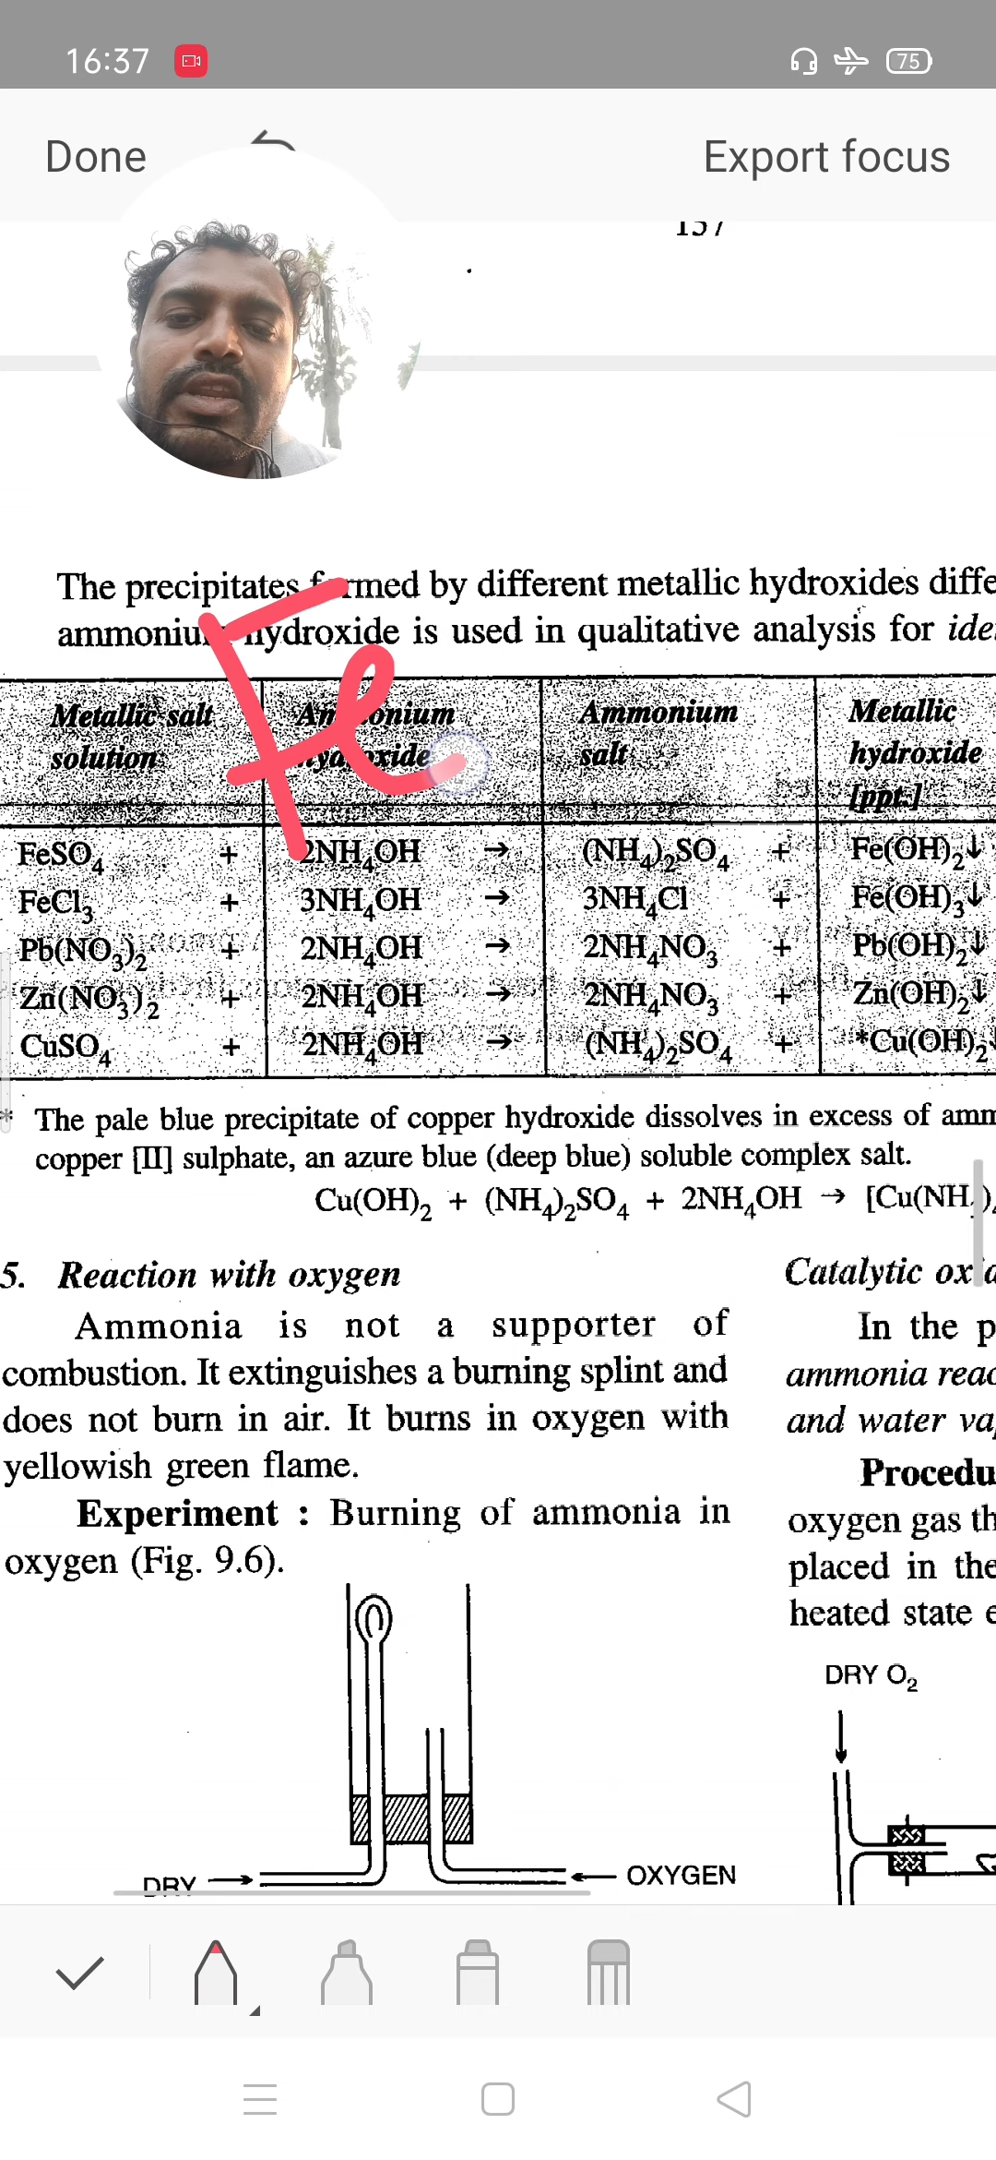 16:37
75
Done
Export focus
137
The precipitates formed by different metallic hydroxides diffe
ammoniu hydroxide is used in qualitative analysis for ide
Fe
Metallic salt solution
Ammonium hydroxide
Ammonium salt
Metallic hydroxide [ppt.]
FeSO₄ + 2NH₄OH → (NH₄)₂SO₄ + Fe(OH)₂↓
FeCl₃ + 3NH₄OH → 3NH₄Cl + Fe(OH)₃↓
Pb(NO₃)₂ + 2NH₄OH → 2NH₄NO₃ + Pb(OH)₂↓
Zn(NO₃)₂ + 2NH₄OH → 2NH₄NO₃ + Zn(OH)₂↓
CuSO₄ + 2NH₄OH → (NH₄)₂SO₄ + *Cu(OH)₂↓
* The pale blue precipitate of copper hydroxide dissolves in excess of amm
copper [II] sulphate, an azure blue (deep blue) soluble complex salt.
Cu(OH)₂ + (NH₄)₂SO₄ + 2NH₄OH → [Cu(NH₃)₄
5. Reaction with oxygen
Ammonia is not a supporter of
combustion. It extinguishes a burning splint and
does not burn in air. It burns in oxygen with
yellowish green flame.
Experiment : Burning of ammonia in
oxygen (Fig. 9.6).
DRY
OXYGEN
Catalytic oxida
In the p
ammonia reac
and water va
Procedu
oxygen gas th
placed in the
heated state e
DRY O₂